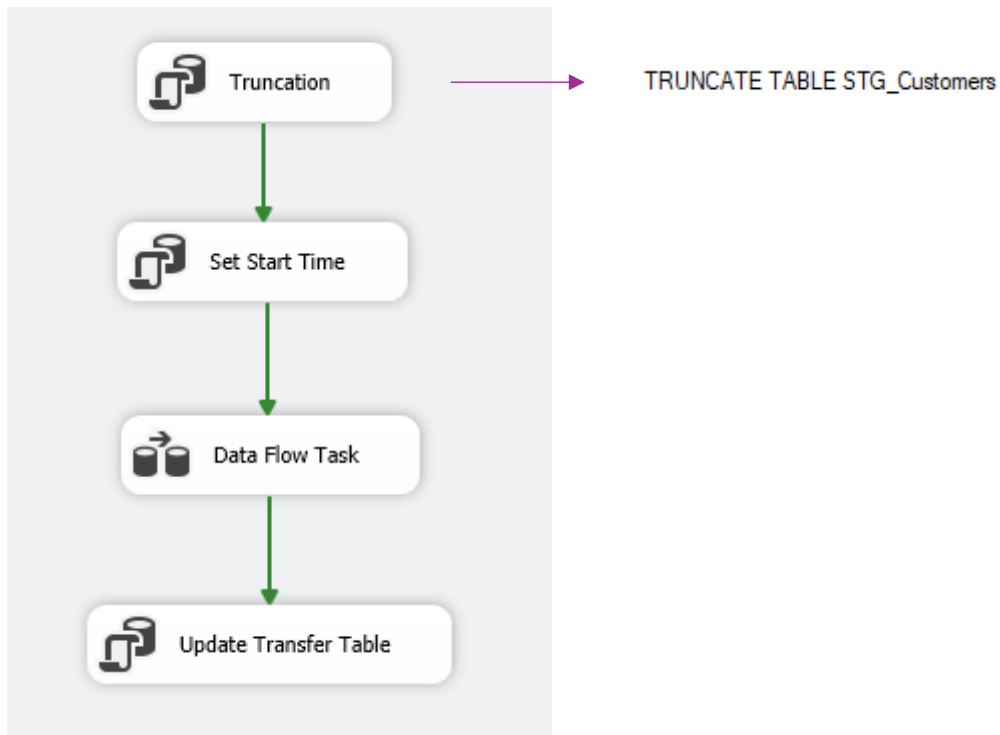 Truncation
TRUNCATE TABLE STG_Customers
Set Start Time
Data Flow Task
Update Transfer Table